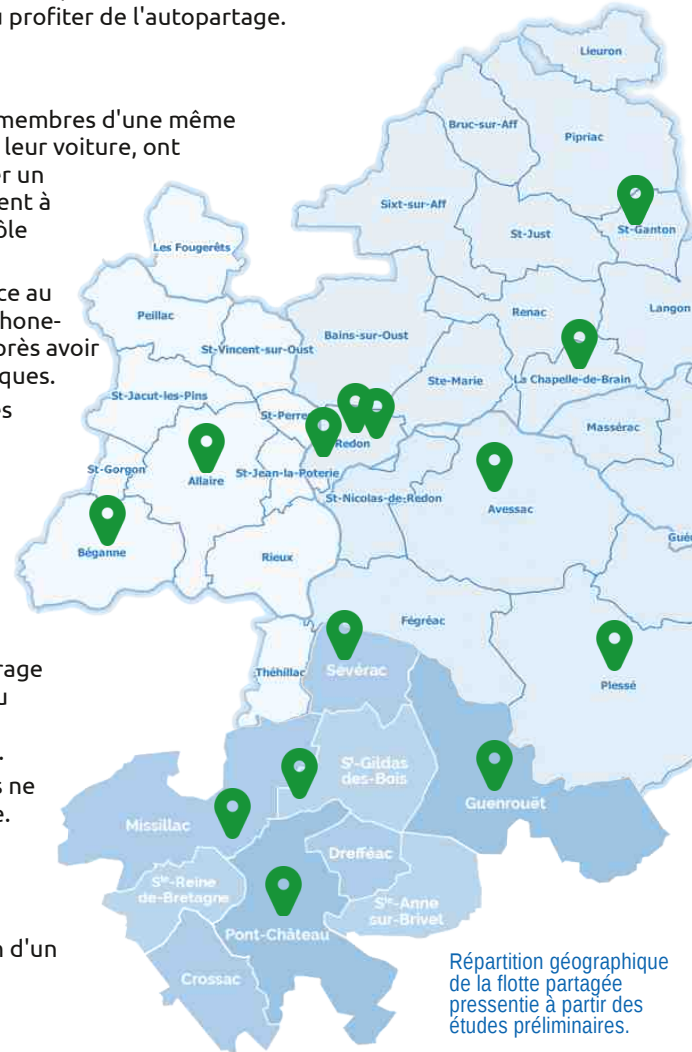 profiter de l'autopartage.
membres d'une même
leur voiture, ont
er un
ent à
ôle
ce au
hone-
près avoir
ques.
es
rage
u
s ne
e.
n d'un
Lieuron
Bruc-sur-Aff
Pipriac
Sixt-sur-Aff
St-Just
St-Ganton
Les Fougerêts
Peillac
Renac
Langon
Bains-sur-Oust
St-Vincent-sur-Oust
Ste-Marie
La Chapelle-de-Brain
St-Jacut-les-Pins
St-Perre
Redon
Massérac
St-Gorgon
Allaire
St-Jean-la-Poterie
St-Nicolas-de-Redon
Avessac
Béganne
Rieux
Gué
Fégréac
Théhillac
Sévérac
Plessé
St-Gildas
des-Bois
Guenrouët
Missillac
Drefféac
Ste-Reine
de-Bretagne
Ste-Anne
sur-Brivet
Pont-Château
Crossac
Répartition géographique
de la flotte partagée
pressentie à partir des
études préliminaires.